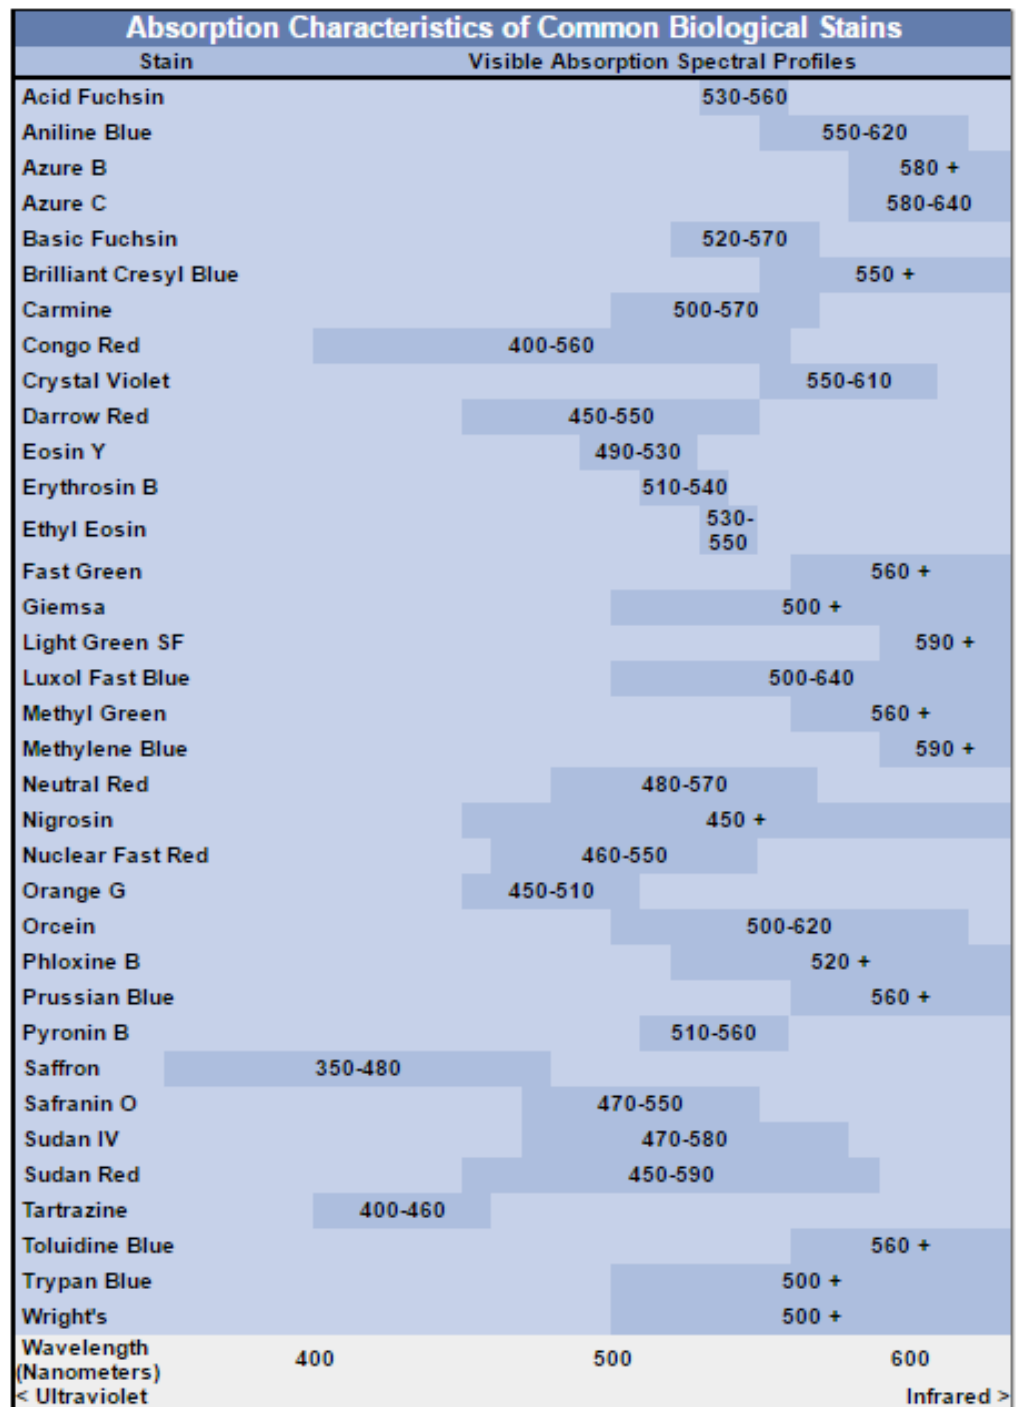 Absorption Characteristics of Common Biological Stains
Stain Visible Absorption Spectral Profiles
Acid Fuchsin 530-560
Aniline Blue 550-620
Azure B 580 +
Azure C 580-640
Basic Fuchsin 520-570
Brilliant Cresyl Blue 550 +
Carmine 500-570
Congo Red 400-560
Crystal Violet 550-610
Darrow Red 450-550
Eosin Y 490-530
Erythrosin B 510-540
Ethyl Eosin 530-
550
Fast Green 560 +
Giemsa 500 +
Light Green SF 590 +
Luxol Fast Blue 500-640
Methyl Green 560 +
Methylene Blue 590 +
Neutral Red 480-570
Nigrosin 450 +
Nuclear Fast Red 460-550
Orange G 450-510
Orcein 500-620
Phloxine B 520 +
Prussian Blue 560 +
Pyronin B 510-560
Saffron 350-480
Safranin O 470-550
Sudan IV 470-580
Sudan Red 450-590
Tartrazine 400-460
Toluidine Blue 560 +
Trypan Blue 500 +
Wright's 500 +
Wavelength
(Nanometers) 400 500 600
< Ultraviolet Infrared >